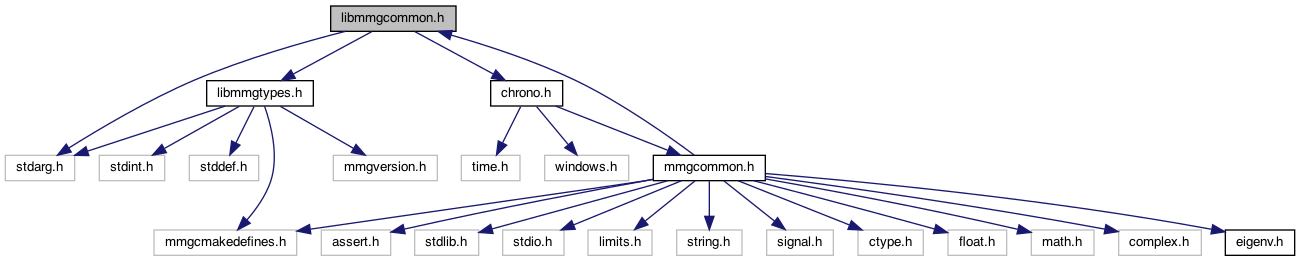 libmmgcommon.h
libmmgtypes.h
chrono.h
stdarg.h
stdint.h
stddef.h
mmgversion.h
time.h
windows.h
mmgcommon.h
mmgcmakedefines.h
assert.h
stdlib.h
stdio.h
limits.h
string.h
signal.h
ctype.h
float.h
math.h
complex.h
eigenv.h